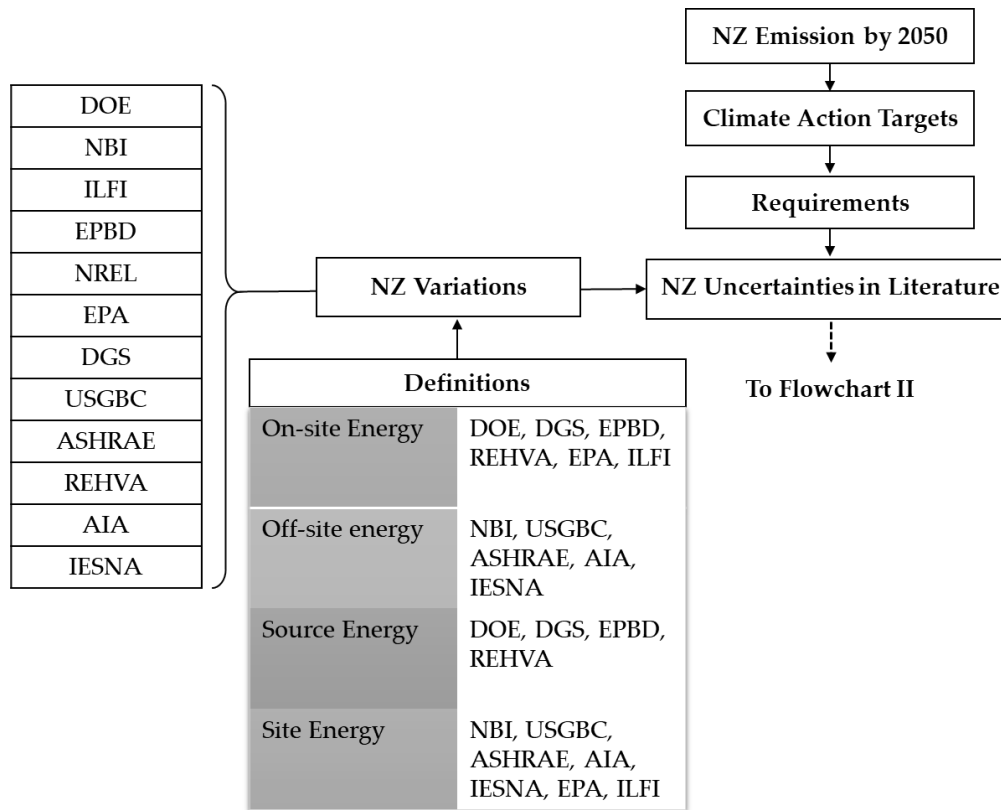 NZ Emission by 2050
Climate Action Targets
Requirements
NZ Uncertainties in Literature
To Flowchart II
DOE
NBI
ILFI
EPBD
NREL
EPA
DGS
USGBC
ASHRAE
REHVA
AIA
IESNA
NZ Variations
Definitions
On-site Energy
DOE, DGS, EPBD,
REHVA, EPA, ILFI
Off-site energy
NBI, USGBC,
ASHRAE, AIA,
IESNA
Source Energy
DOE, DGS, EPBD,
REHVA
Site Energy
NBI, USGBC,
ASHRAE, AIA,
IESNA, EPA, ILFI